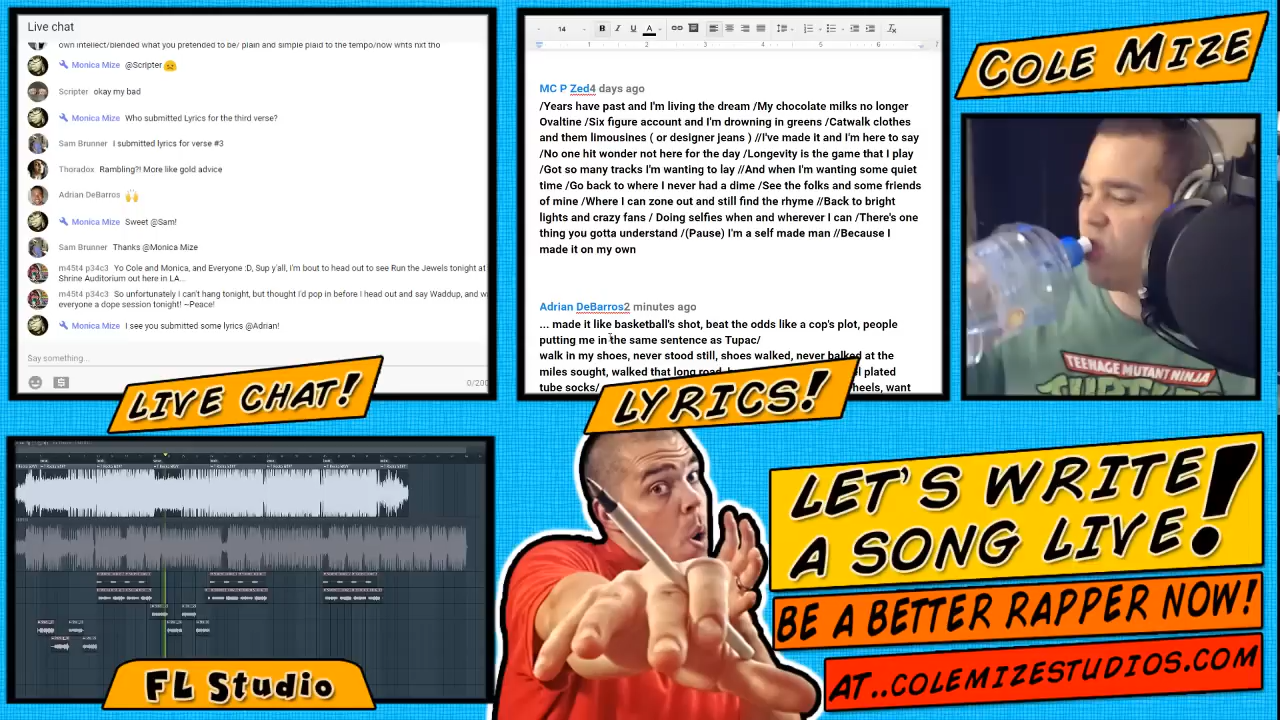 Live chat
own intellect/blended what you pretended to be/ plain and simple plaid to the tempo/now whts nxt tho
Monica Mize @Scripter
Scripter okay my bad
Monica Mize Who submitted Lyrics for the third verse?
Sam Brunner I submitted lyrics for verse #3
Thoradox Rambling?! More like gold advice
Adrian DeBarros
Monica Mize Sweet @Sam!
Sam Brunner Thanks @Monica Mize
m45t4 p34c3 Yo Cole and Monica, and Everyone :D, Sup y'all, I'm bout to head out to see Run the Jewels tonight at
Shrine Auditorium out here in LA...
m45t4 p34c3 So unfortunately I can't hang tonight, but thought I'd pop in before I head out and say Waddup, and w
everyone a dope session tonight! ~Peace!
Monica Mize I see you submitted some lyrics @Adrian!
Say something...
0/200
LIVE CHAT!
14 B I U A
1 2 3 4 5 6 7
MC P Zed4 days ago
/Years have past and I'm living the dream /My chocolate milks no longer
Ovaltine /Six figure account and I'm drowning in greens /Catwalk clothes
and them limousines ( or designer jeans ) //I've made it and I'm here to say
/No one hit wonder not here for the day /Longevity is the game that I play
/Got so many tracks I'm wanting to lay //And when I'm wanting some quiet
time /Go back to where I never had a dime /See the folks and some friends
of mine /Where I can zone out and still find the rhyme //Back to bright
lights and crazy fans / Doing selfies when and wherever I can /There's one
thing you gotta understand /(Pause) I'm a self made man //Because I
made it on my own
Adrian DeBarros2 minutes ago
... made it like basketball's shot, beat the odds like a cop's plot, people
putting me in the same sentence as Tupac/
walk in my shoes, never stood still, shoes walked, never balked at the
miles sought, walked that long road, plated
tube socks/ heels, want
LYRICS!
COLE MIZE
TEENAGE MUTANT NINJA
TURTLES
FL Studio
LET'S WRITE
A SONG LIVE!
BE A BETTER RAPPER NOW!
AT..COLEMIZESTUDIOS.COM